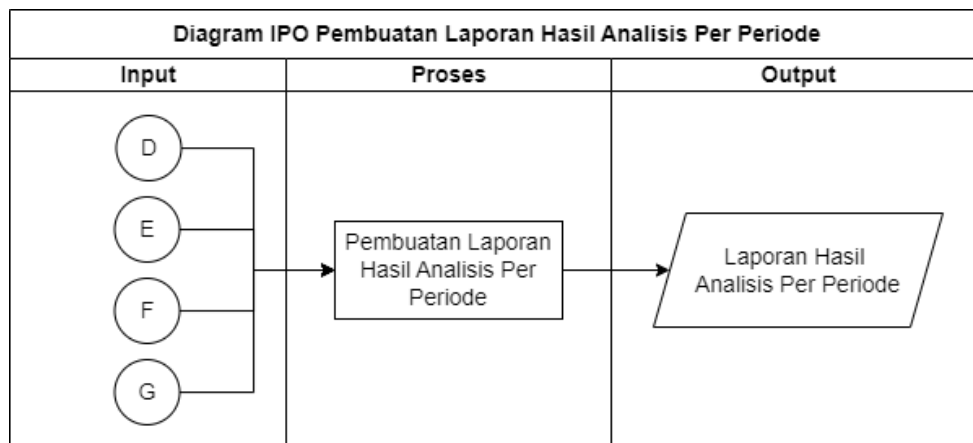 Diagram IPO Pembuatan Laporan Hasil Analisis Per Periode
Input
Proses
Output
D
E
F
G
Pembuatan Laporan
Hasil Analisis Per
Periode
Laporan Hasil
Analisis Per Periode